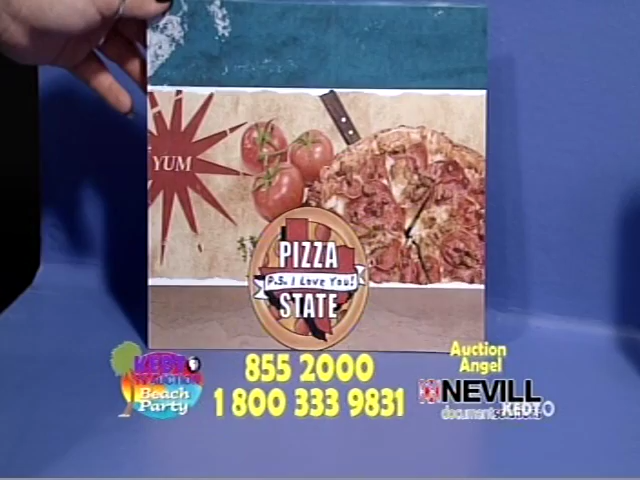 YUM
PIZZA
P.S. I Love You!
STATE
KEDT
TV AUCTION
Beach
Party
855 2000
1 800 333 9831
Auction
Angel
NEVILL
document solutions
KEDT